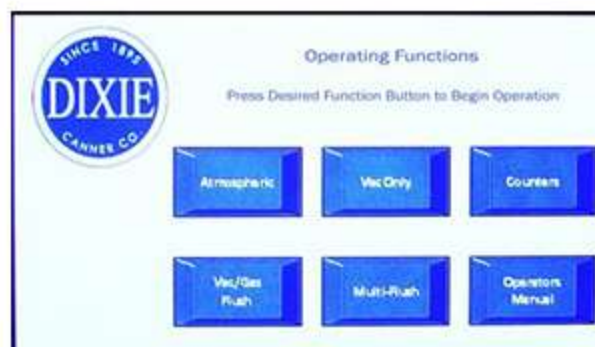 SINCE 1895
DIXIE
CANNER CO.
Operating Functions
Press Desired Function Button to Begin Operation
Atmospheric
Vac Only
Counters
Vac/Gas
Flush
Multi-Flush
Operators
Manual